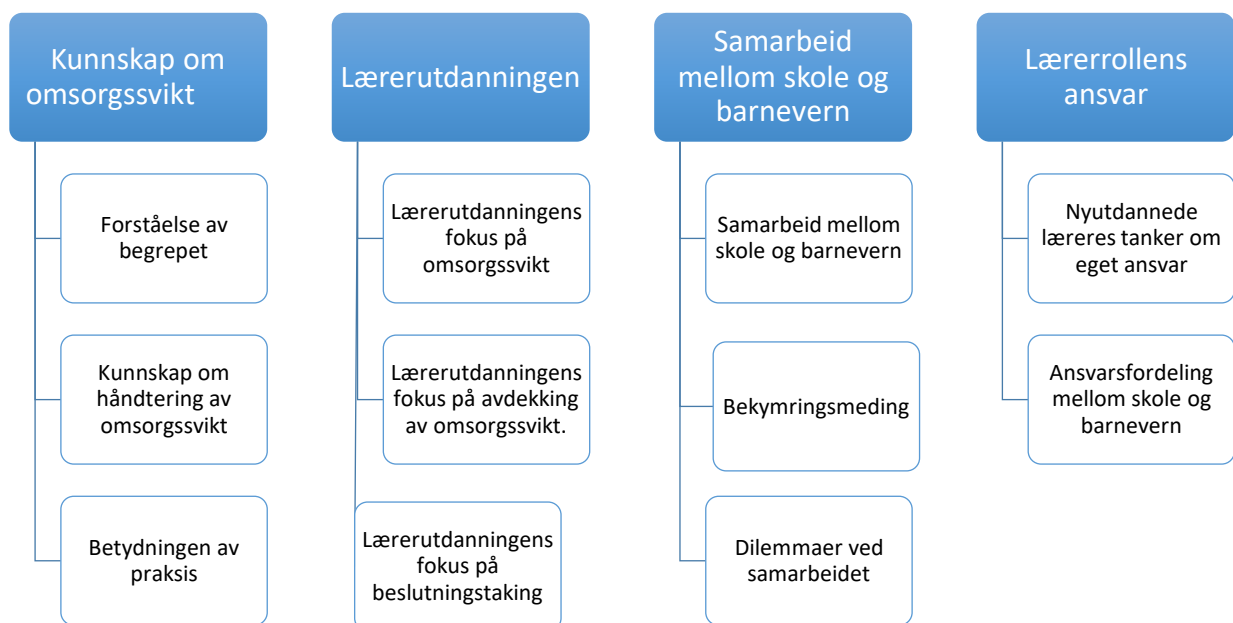 Kunnskap om
omsorgssvikt
Forståelse av
begrepet
Kunnskap om
håndtering av
omsorgssvikt
Betydningen av
praksis
Lærerutdanningen
Lærerutdanningens
fokus på
omsorgssvikt
Lærerutdanningens
fokus på avdekking
av omsorgssvikt.
Lærerutdanningens
fokus på
beslutningstaking
Samarbeid
mellom skole og
barnevern
Samarbeid mellom
skole og barnevern
Bekymringsmeding
Dilemmaer ved
samarbeidet
Lærerrollens
ansvar
Nyutdannede
læreres tanker om
eget ansvar
Ansvarsfordeling
mellom skole og
barnevern